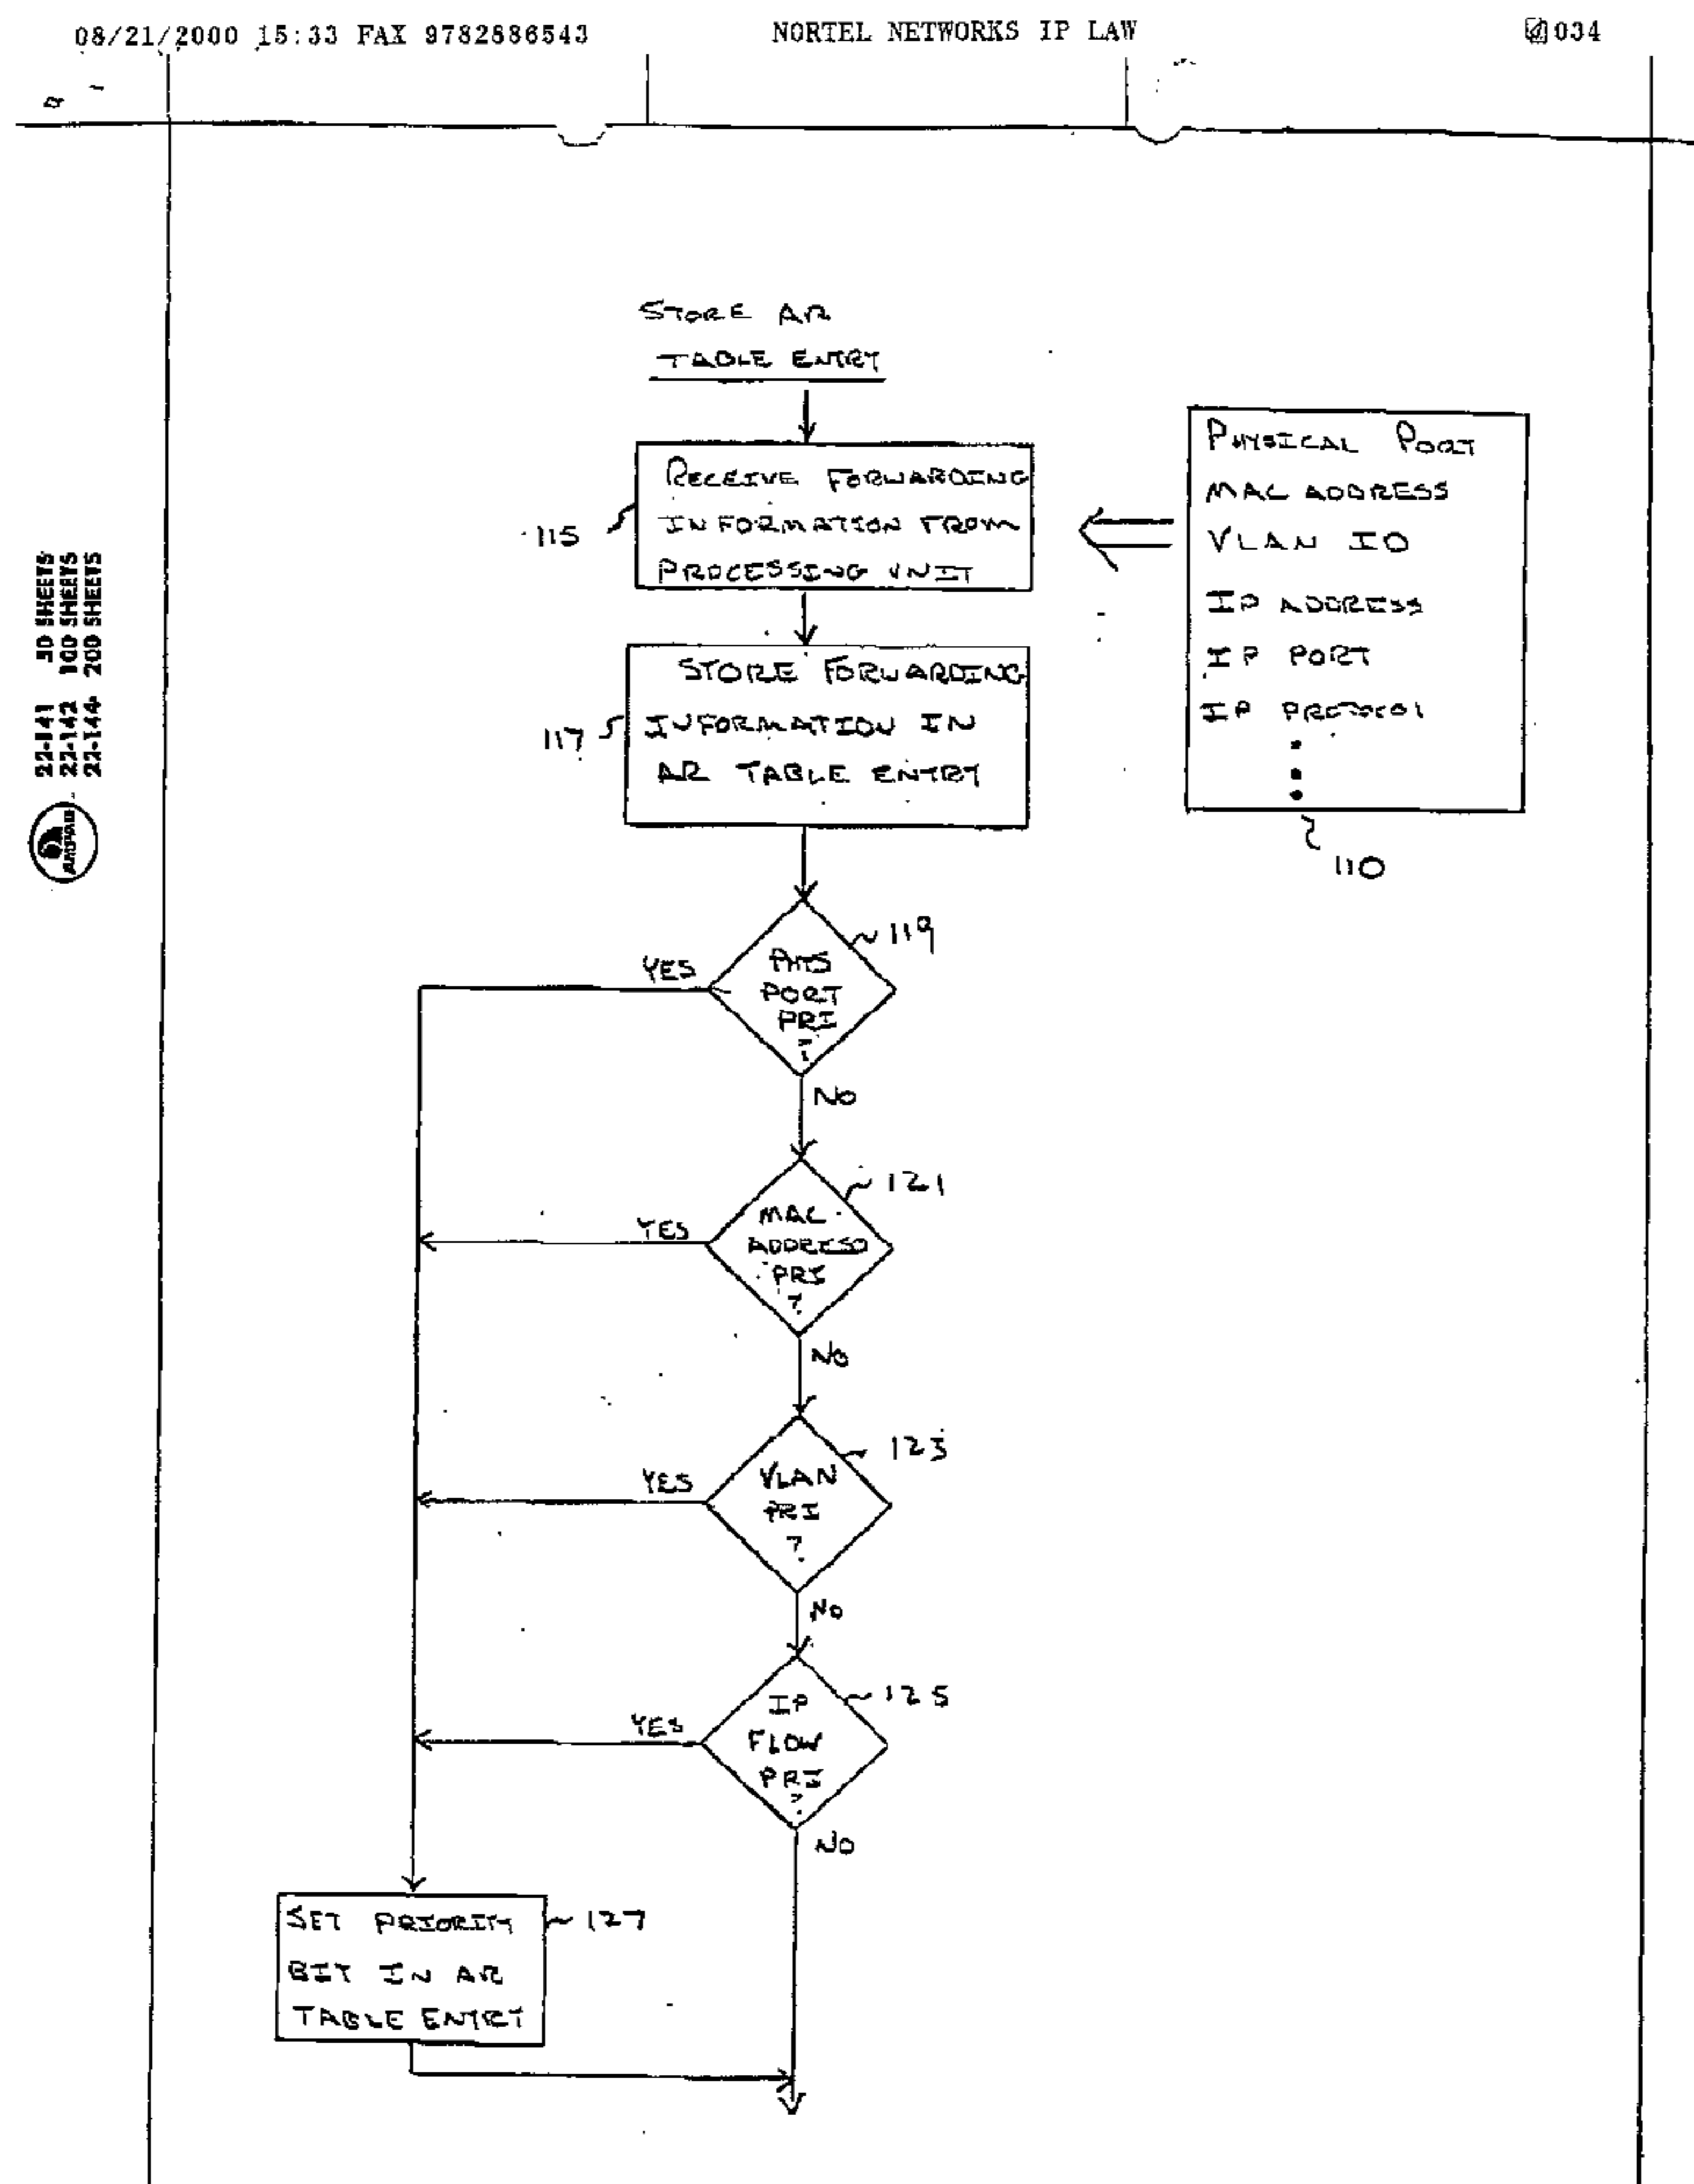 08/21/2000 15:33 FAX 9782886543 NORTEL NETWORKS IP LAW 034
STORE AR
TABLE ENTRY
RECEIVE FORWARDING
INFORMATION FROM
PROCESSING UNIT
115
PHYSICAL PORT
MAC ADDRESS
VLAN ID
IP ADDRESS
IP PORT
IP PROTOCOL
110
STORE FORWARDING
INFORMATION IN
AR TABLE ENTRY
117
22-141 50 SHEETS
22-142 100 SHEETS
22-144 200 SHEETS
PHYS
PORT
PRI
?
119
YES
NO
MAC
ADDRESS
PRI
?
121
YES
NO
VLAN
PRI
?
123
YES
NO
IP
FLOW
PRI
?
125
YES
NO
SET PRIORITY
BIT IN AR
TABLE ENTRY
127